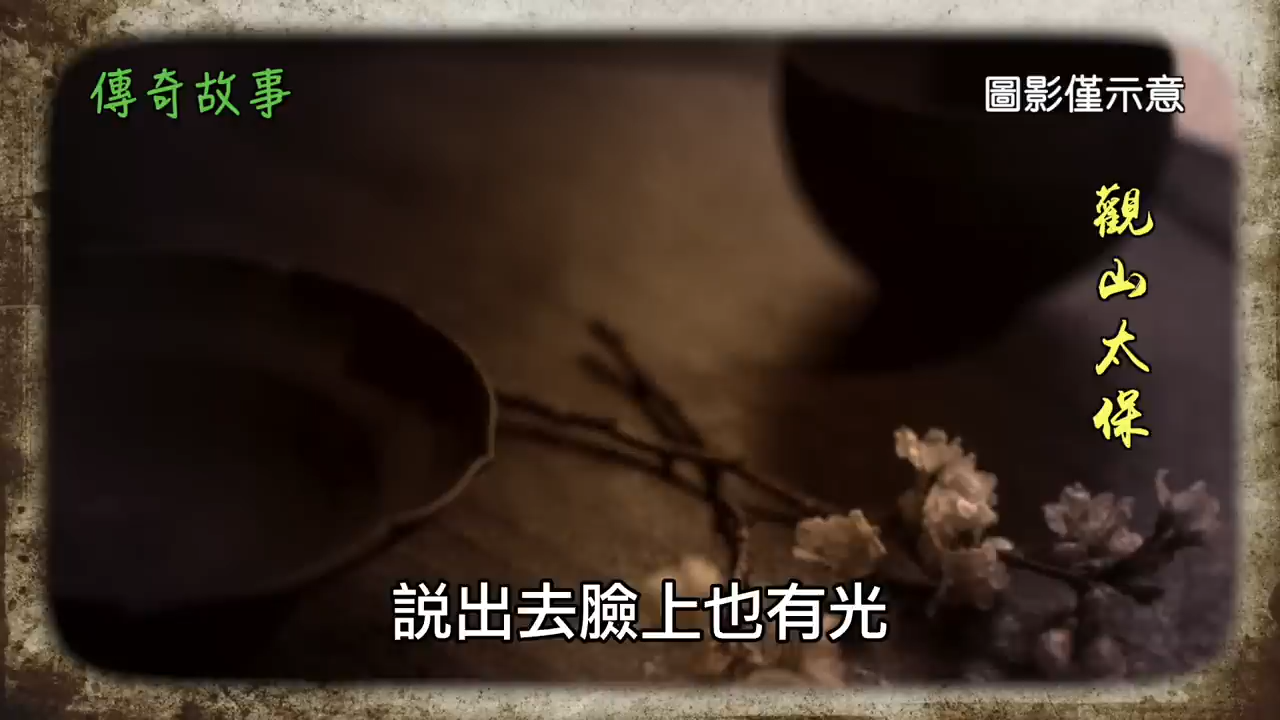 傳奇故事
圖影僅示意
觀山太保
説出去臉上也有光